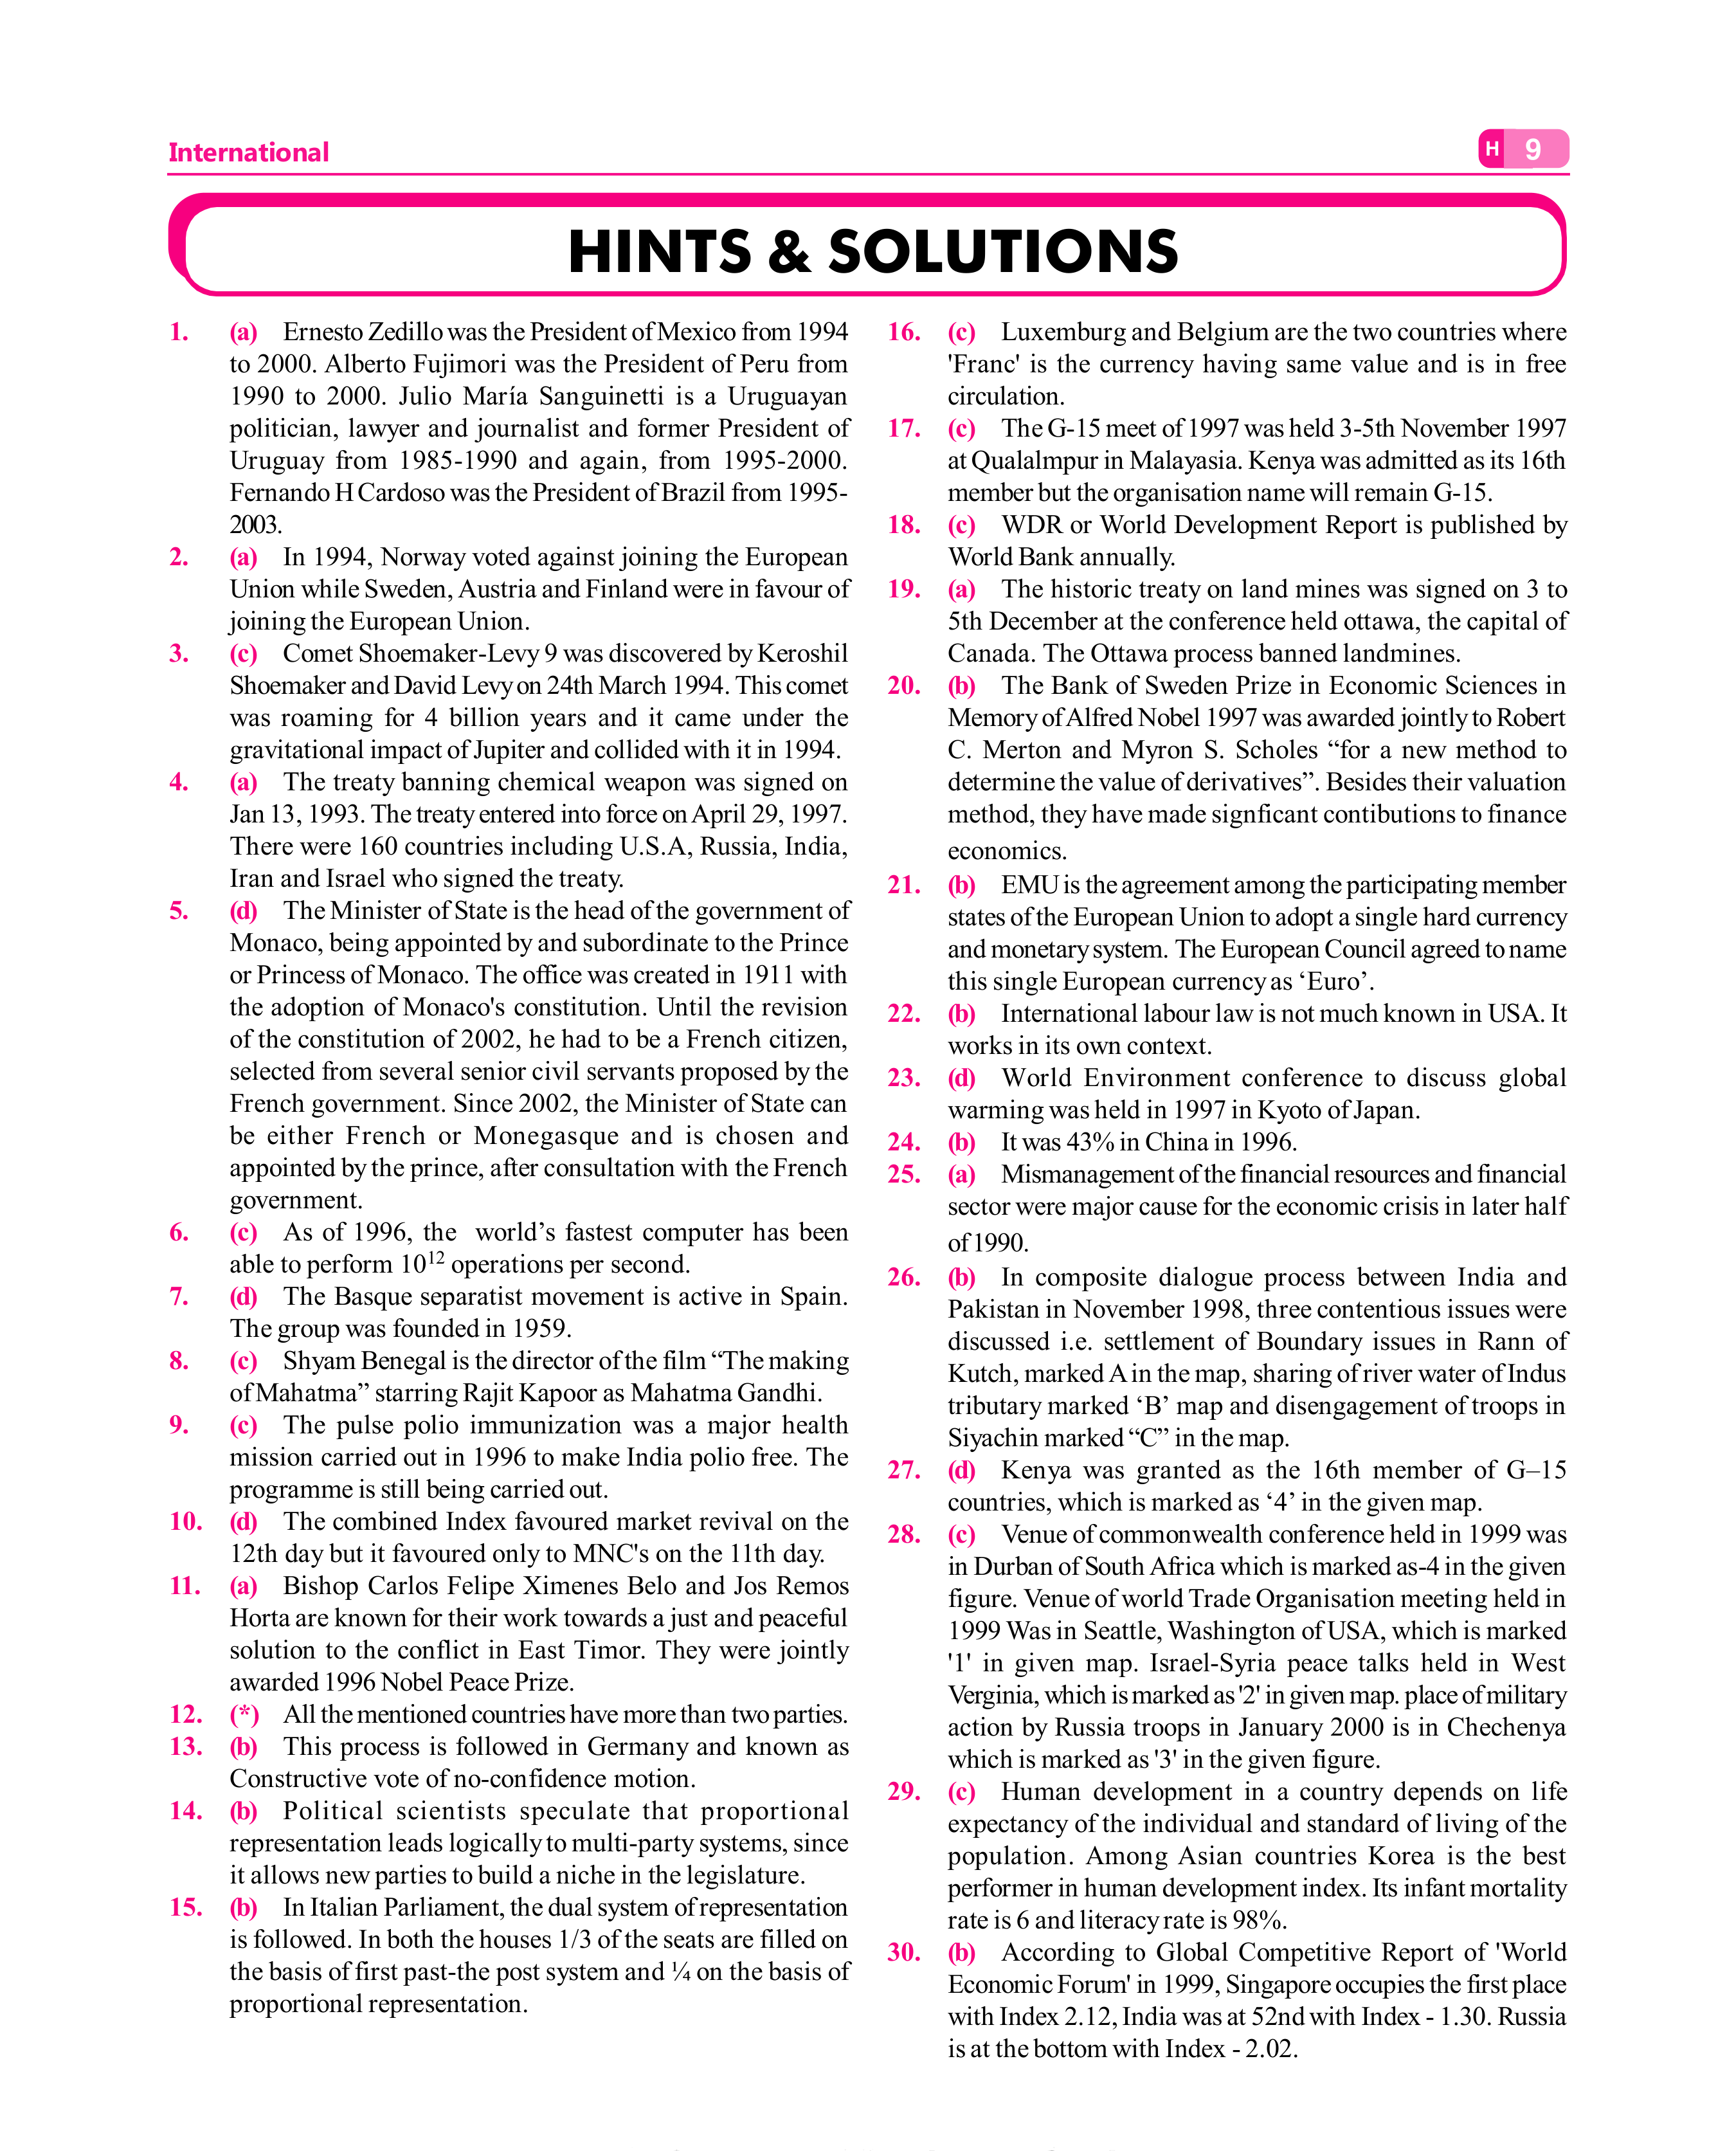 International
H 9
HINTS & SOLUTIONS
1. (a) Ernesto Zedillo was the President of Mexico from 1994
to 2000. Alberto Fujimori was the President of Peru from
1990 to 2000. Julio María Sanguinetti is a Uruguayan
politician, lawyer and journalist and former President of
Uruguay from 1985-1990 and again, from 1995-2000.
Fernando H Cardoso was the President of Brazil from 1995-
2003.
2. (a) In 1994, Norway voted against joining the European
Union while Sweden, Austria and Finland were in favour of
joining the European Union.
3. (c) Comet Shoemaker-Levy 9 was discovered by Keroshil
Shoemaker and David Levy on 24th March 1994. This comet
was roaming for 4 billion years and it came under the
gravitational impact of Jupiter and collided with it in 1994.
4. (a) The treaty banning chemical weapon was signed on
Jan 13, 1993. The treaty entered into force on April 29, 1997.
There were 160 countries including U.S.A, Russia, India,
Iran and Israel who signed the treaty.
5. (d) The Minister of State is the head of the government of
Monaco, being appointed by and subordinate to the Prince
or Princess of Monaco. The office was created in 1911 with
the adoption of Monaco's constitution. Until the revision
of the constitution of 2002, he had to be a French citizen,
selected from several senior civil servants proposed by the
French government. Since 2002, the Minister of State can
be either French or Monegasque and is chosen and
appointed by the prince, after consultation with the French
government.
6. (c) As of 1996, the world’s fastest computer has been
able to perform 10¹² operations per second.
7. (d) The Basque separatist movement is active in Spain.
The group was founded in 1959.
8. (c) Shyam Benegal is the director of the film “The making
of Mahatma” starring Rajit Kapoor as Mahatma Gandhi.
9. (c) The pulse polio immunization was a major health
mission carried out in 1996 to make India polio free. The
programme is still being carried out.
10. (d) The combined Index favoured market revival on the
12th day but it favoured only to MNC's on the 11th day.
11. (a) Bishop Carlos Felipe Ximenes Belo and Jos Remos
Horta are known for their work towards a just and peaceful
solution to the conflict in East Timor. They were jointly
awarded 1996 Nobel Peace Prize.
12. (*) All the mentioned countries have more than two parties.
13. (b) This process is followed in Germany and known as
Constructive vote of no-confidence motion.
14. (b) Political scientists speculate that proportional
representation leads logically to multi-party systems, since
it allows new parties to build a niche in the legislature.
15. (b) In Italian Parliament, the dual system of representation
is followed. In both the houses 1/3 of the seats are filled on
the basis of first past-the post system and ¼ on the basis of
proportional representation.
16. (c) Luxemburg and Belgium are the two countries where
'Franc' is the currency having same value and is in free
circulation.
17. (c) The G-15 meet of 1997 was held 3-5th November 1997
at Qualalmpur in Malayasia. Kenya was admitted as its 16th
member but the organisation name will remain G-15.
18. (c) WDR or World Development Report is published by
World Bank annually.
19. (a) The historic treaty on land mines was signed on 3 to
5th December at the conference held ottawa, the capital of
Canada. The Ottawa process banned landmines.
20. (b) The Bank of Sweden Prize in Economic Sciences in
Memory of Alfred Nobel 1997 was awarded jointly to Robert
C. Merton and Myron S. Scholes “for a new method to
determine the value of derivatives”. Besides their valuation
method, they have made signficant contibutions to finance
economics.
21. (b) EMU is the agreement among the participating member
states of the European Union to adopt a single hard currency
and monetary system. The European Council agreed to name
this single European currency as ‘Euro’.
22. (b) International labour law is not much known in USA. It
works in its own context.
23. (d) World Environment conference to discuss global
warming was held in 1997 in Kyoto of Japan.
24. (b) It was 43% in China in 1996.
25. (a) Mismanagement of the financial resources and financial
sector were major cause for the economic crisis in later half
of 1990.
26. (b) In composite dialogue process between India and
Pakistan in November 1998, three contentious issues were
discussed i.e. settlement of Boundary issues in Rann of
Kutch, marked A in the map, sharing of river water of Indus
tributary marked ‘B’ map and disengagement of troops in
Siyachin marked “C” in the map.
27. (d) Kenya was granted as the 16th member of G–15
countries, which is marked as ‘4’ in the given map.
28. (c) Venue of commonwealth conference held in 1999 was
in Durban of South Africa which is marked as-4 in the given
figure. Venue of world Trade Organisation meeting held in
1999 Was in Seattle, Washington of USA, which is marked
'1' in given map. Israel-Syria peace talks held in West
Verginia, which is marked as '2' in given map. place of military
action by Russia troops in January 2000 is in Chechenya
which is marked as '3' in the given figure.
29. (c) Human development in a country depends on life
expectancy of the individual and standard of living of the
population. Among Asian countries Korea is the best
performer in human development index. Its infant mortality
rate is 6 and literacy rate is 98%.
30. (b) According to Global Competitive Report of 'World
Economic Forum' in 1999, Singapore occupies the first place
with Index 2.12, India was at 52nd with Index - 1.30. Russia
is at the bottom with Index - 2.02.